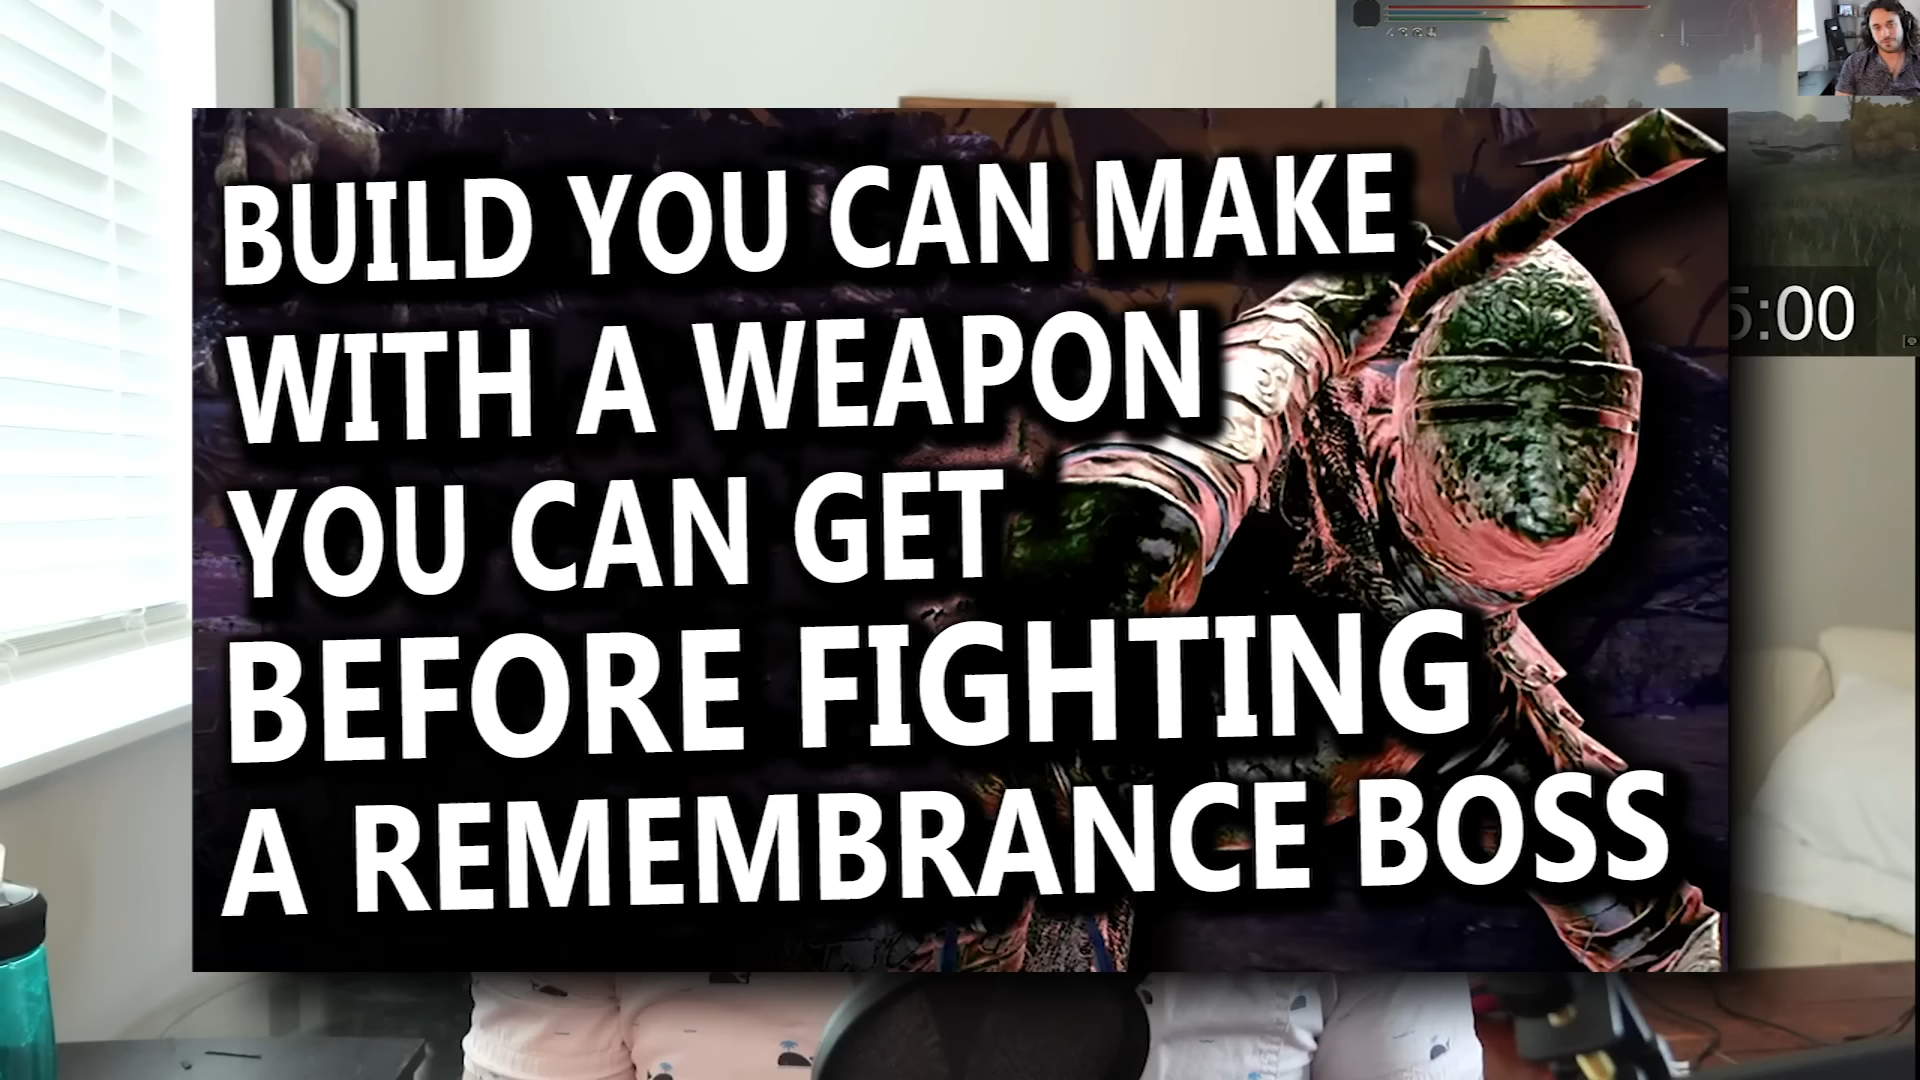 BUILD YOU CAN MAKE
WITH A WEAPON
YOU CAN GET
BEFORE FIGHTING
A REMEMBRANCE BOSS
5:00